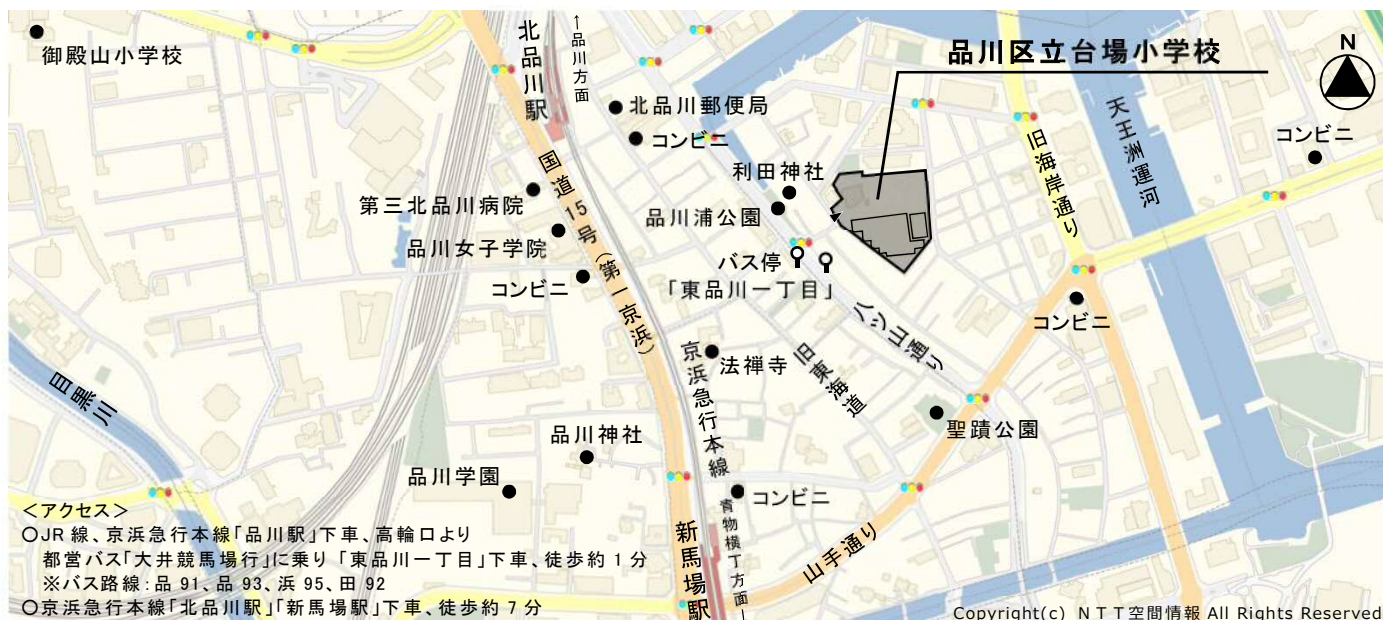 御殿山小学校
北品川駅
←品川方面
北品川郵便局
コンビニ
品川区立台場小学校
N
天王洲運河
コンビニ
旧海岸通り
利田神社
品川浦公園
国道15号(第一京浜)
第三北品川病院
品川女子学院
コンビニ
バス停
「東品川一丁目」
コンビニ
八ツ山通り
旧東海道
法禅寺
京浜急行本線
目黒川
聖蹟公園
品川神社
品川学園
コンビニ
山手通り
新馬場駅
青物横丁方面→
<アクセス>
○JR線、京浜急行本線「品川駅」下車、高輪口より
都営バス「大井競馬場行」に乗り「東品川一丁目」下車、徒歩約1分
※バス路線:品91、品93、浜95、田92
○京浜急行本線「北品川駅」「新馬場駅」下車、徒歩約7分
Copyright(c) NTT空間情報 All Rights Reserved